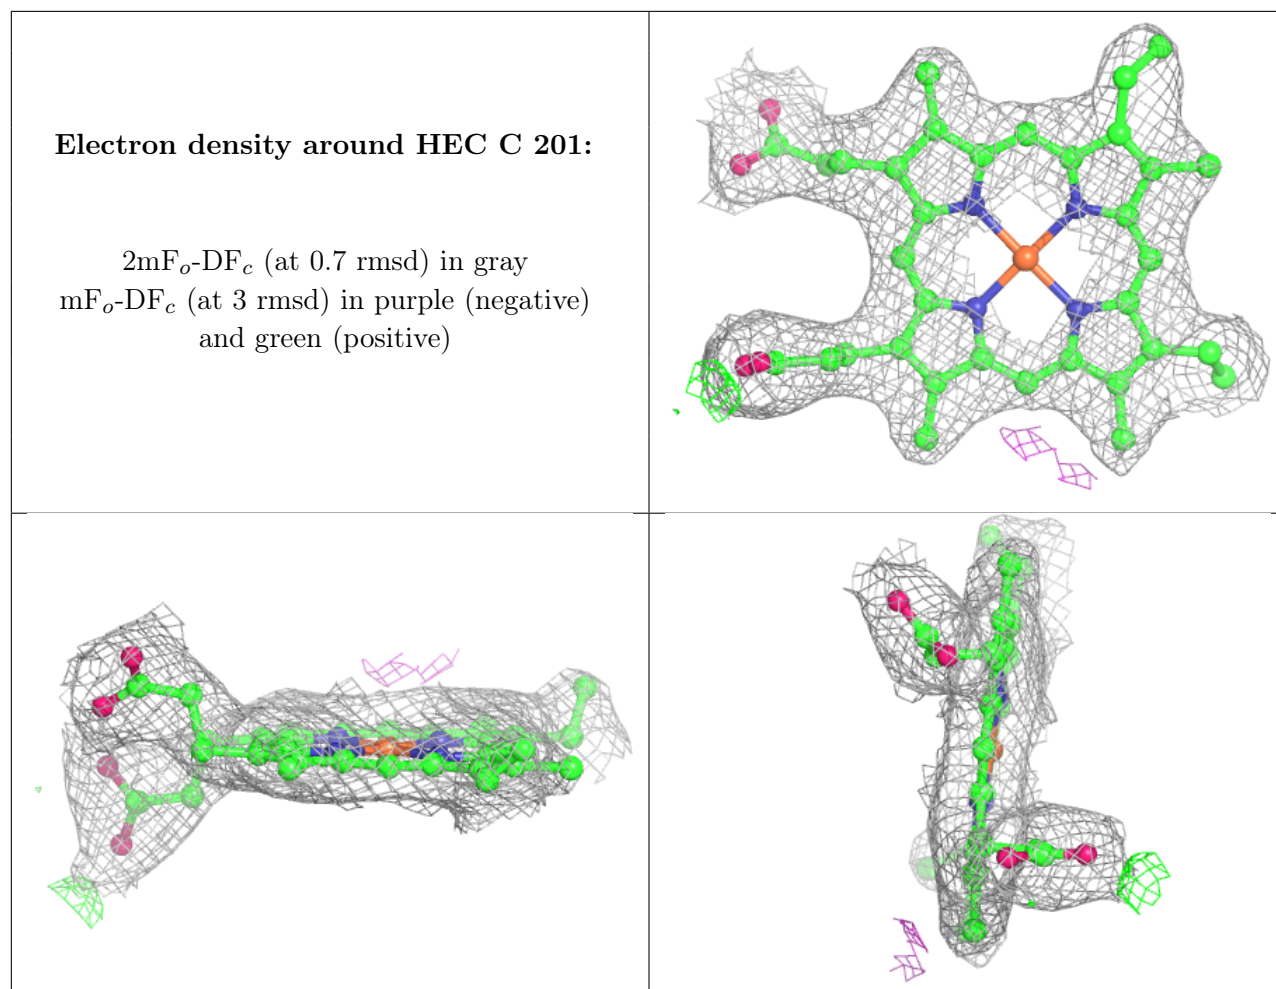 Electron density around HEC C 201:
2mFo-DFc (at 0.7 rmsd) in gray
mFo-DFc (at 3 rmsd) in purple (negative)
and green (positive)